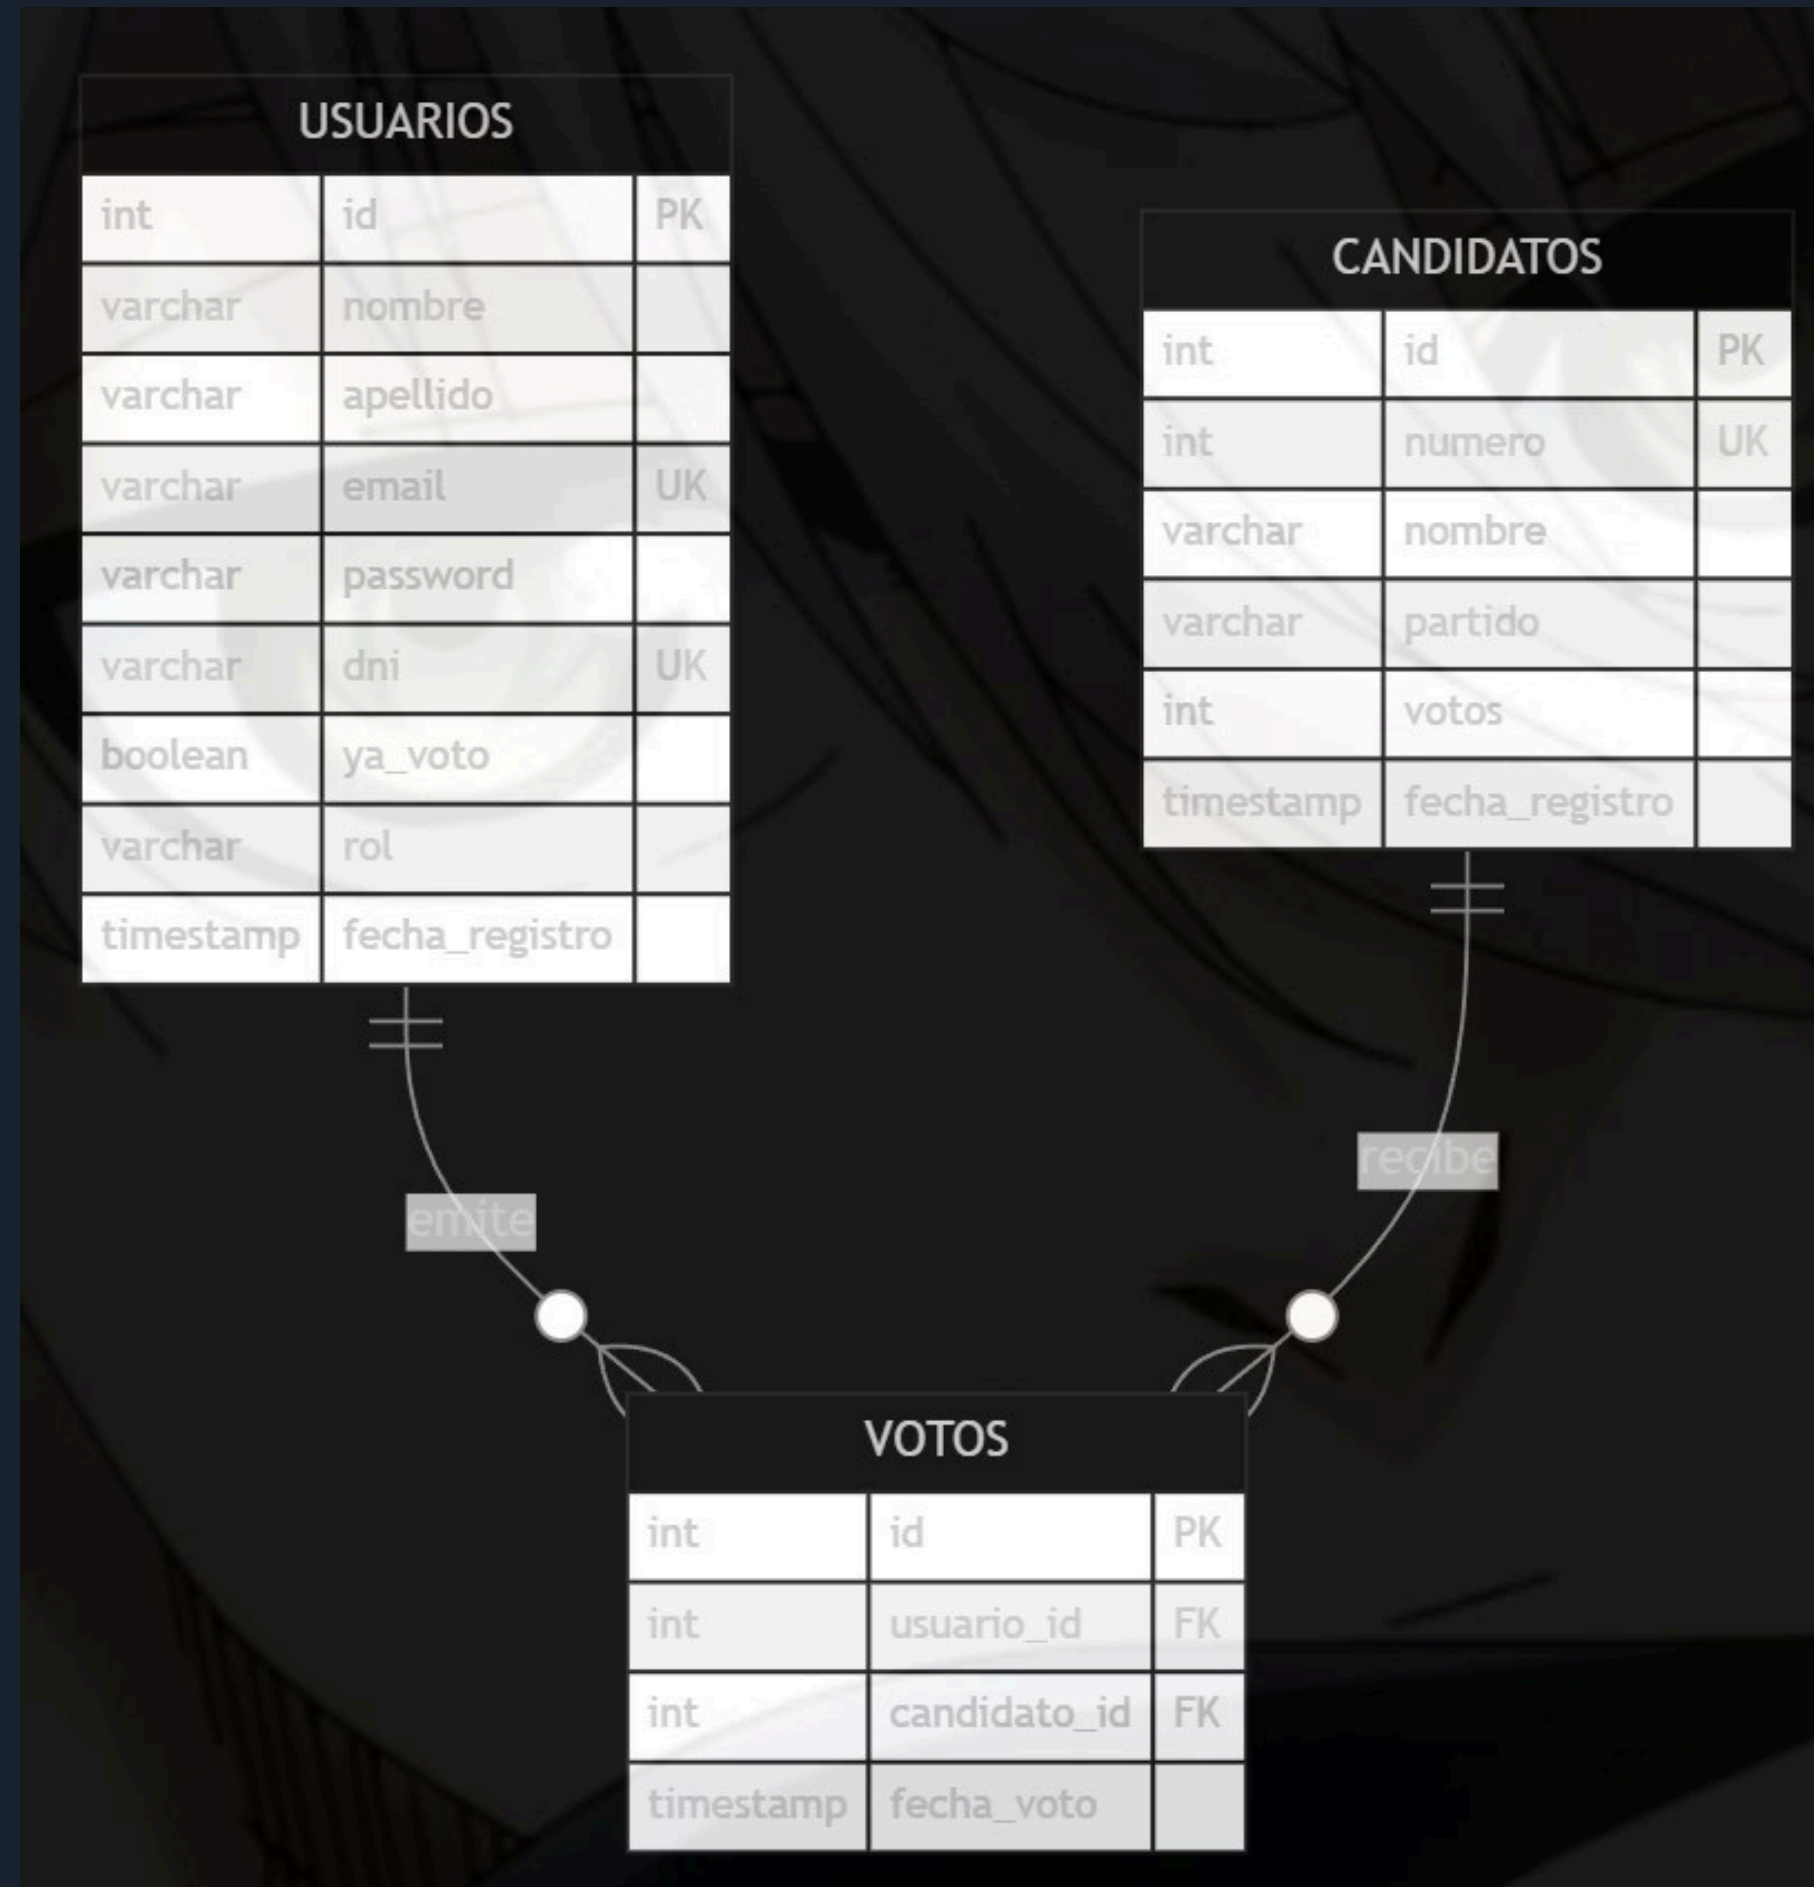 USUARIOS
int id PK
varchar nombre
varchar apellido
varchar email UK
varchar password
varchar dni UK
boolean ya_voto
varchar rol
timestamp fecha_registro
CANDIDATOS
int id PK
int numero UK
varchar nombre
varchar partido
int votos
timestamp fecha_registro
emite
recibe
VOTOS
int id PK
int usuario_id FK
int candidato_id FK
timestamp fecha_voto